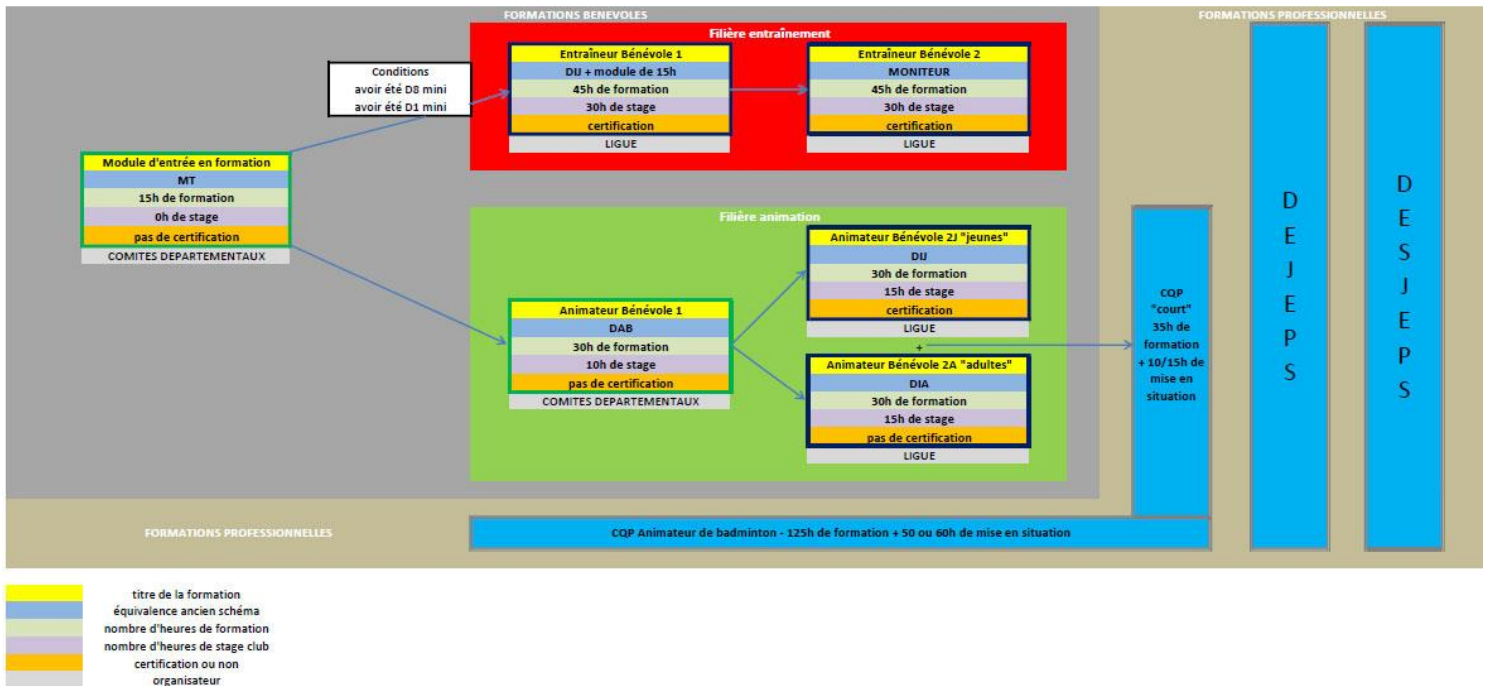 FORMATIONS BENEVOLES
FORMATIONS PROFESSIONNELLES
Filière entraînement
Conditions
avoir été D8 mini
avoir été D1 mini
Entraîneur Bénévole 1
DIJ + module de 15h
45h de formation
30h de stage
certification
LIGUE
Entraîneur Bénévole 2
MONITEUR
45h de formation
30h de stage
certification
LIGUE
Module d'entrée en formation
MT
15h de formation
0h de stage
pas de certification
COMITES DEPARTEMENTAUX
Filière animation
Animateur Bénévole 1
DAB
30h de formation
10h de stage
pas de certification
COMITES DEPARTEMENTAUX
Animateur Bénévole 2J "jeunes"
DIJ
30h de formation
15h de stage
certification
LIGUE
+
Animateur Bénévole 2A "adultes"
DIA
30h de formation
15h de stage
pas de certification
LIGUE
CQP
"court"
35h de
formation
+ 10/15h de
mise en
situation
D
E
J
E
P
S
D
E
S
J
E
P
S
FORMATIONS PROFESSIONNELLES
CQP Animateur de badminton - 125h de formation + 50 ou 60h de mise en situation
titre de la formation
équivalence ancien schéma
nombre d'heures de formation
nombre d'heures de stage club
certification ou non
organisateur